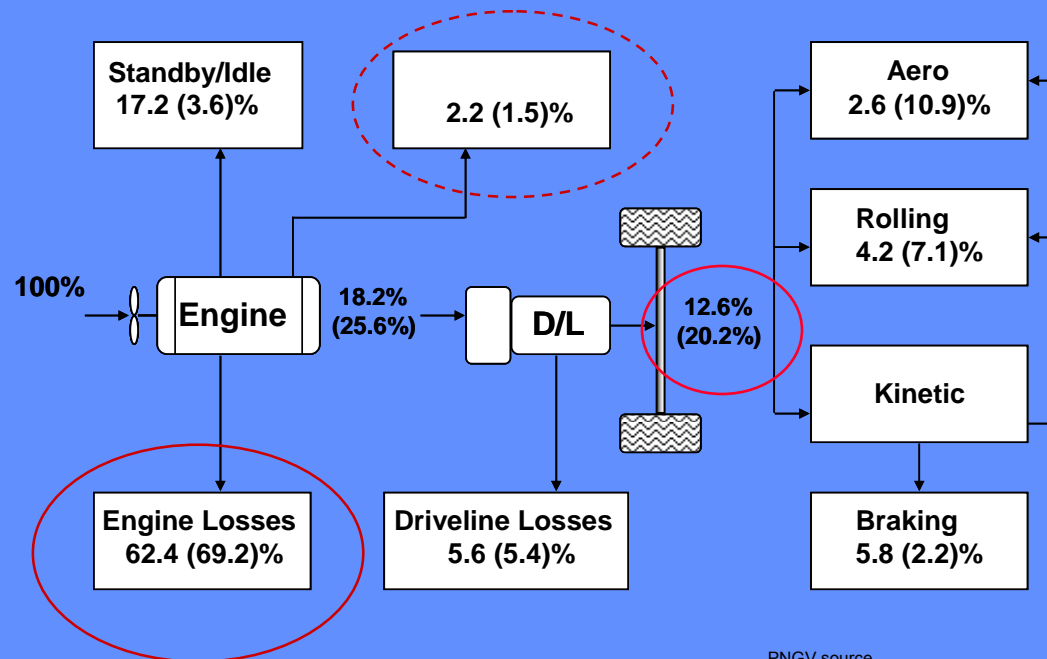 Standby/Idle
17.2 (3.6)%
2.2 (1.5)%
Aero
2.6 (10.9)%
Rolling
4.2 (7.1)%
100%
Engine
18.2%
(25.6%)
D/L
12.6%
(20.2%)
Kinetic
Engine Losses
62.4 (69.2)%
Driveline Losses
5.6 (5.4)%
Braking
5.8 (2.2)%
PNGV source